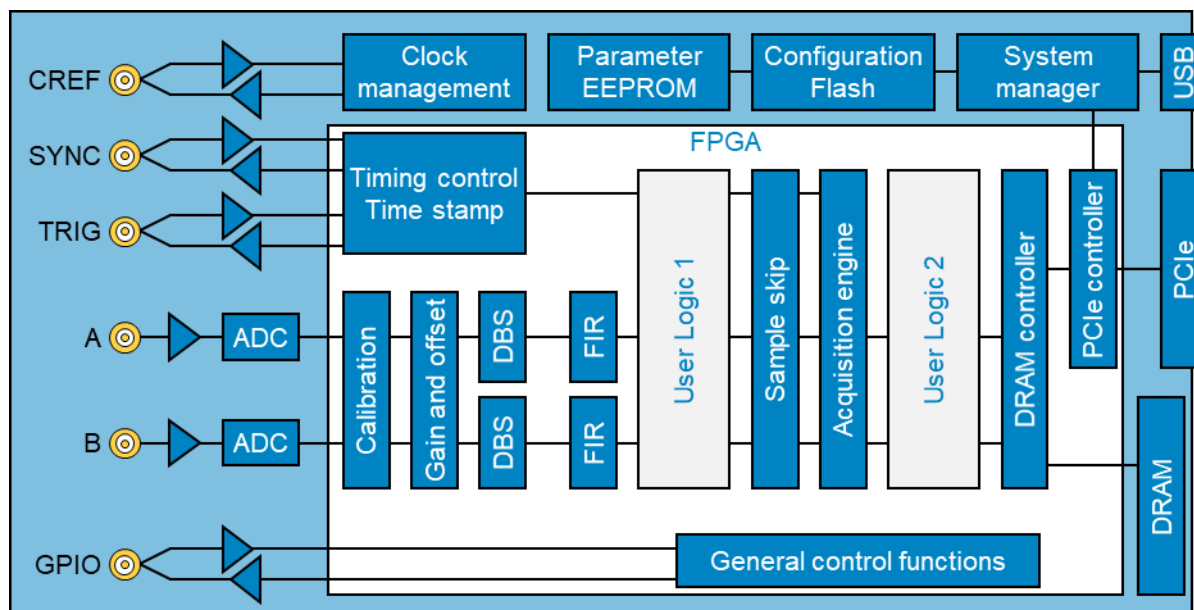 CREF
Clock
management
Parameter
EEPROM
Configuration
Flash
System
manager
USB
FPGA
SYNC
TRIG
Timing control
Time stamp
A
ADC
B
ADC
Calibration
Gain and offset
DBS
DBS
FIR
FIR
User Logic 1
Sample skip
Acquisition engine
User Logic 2
DRAM controller
PCIe controller
PCIe
DRAM
GPIO
General control functions